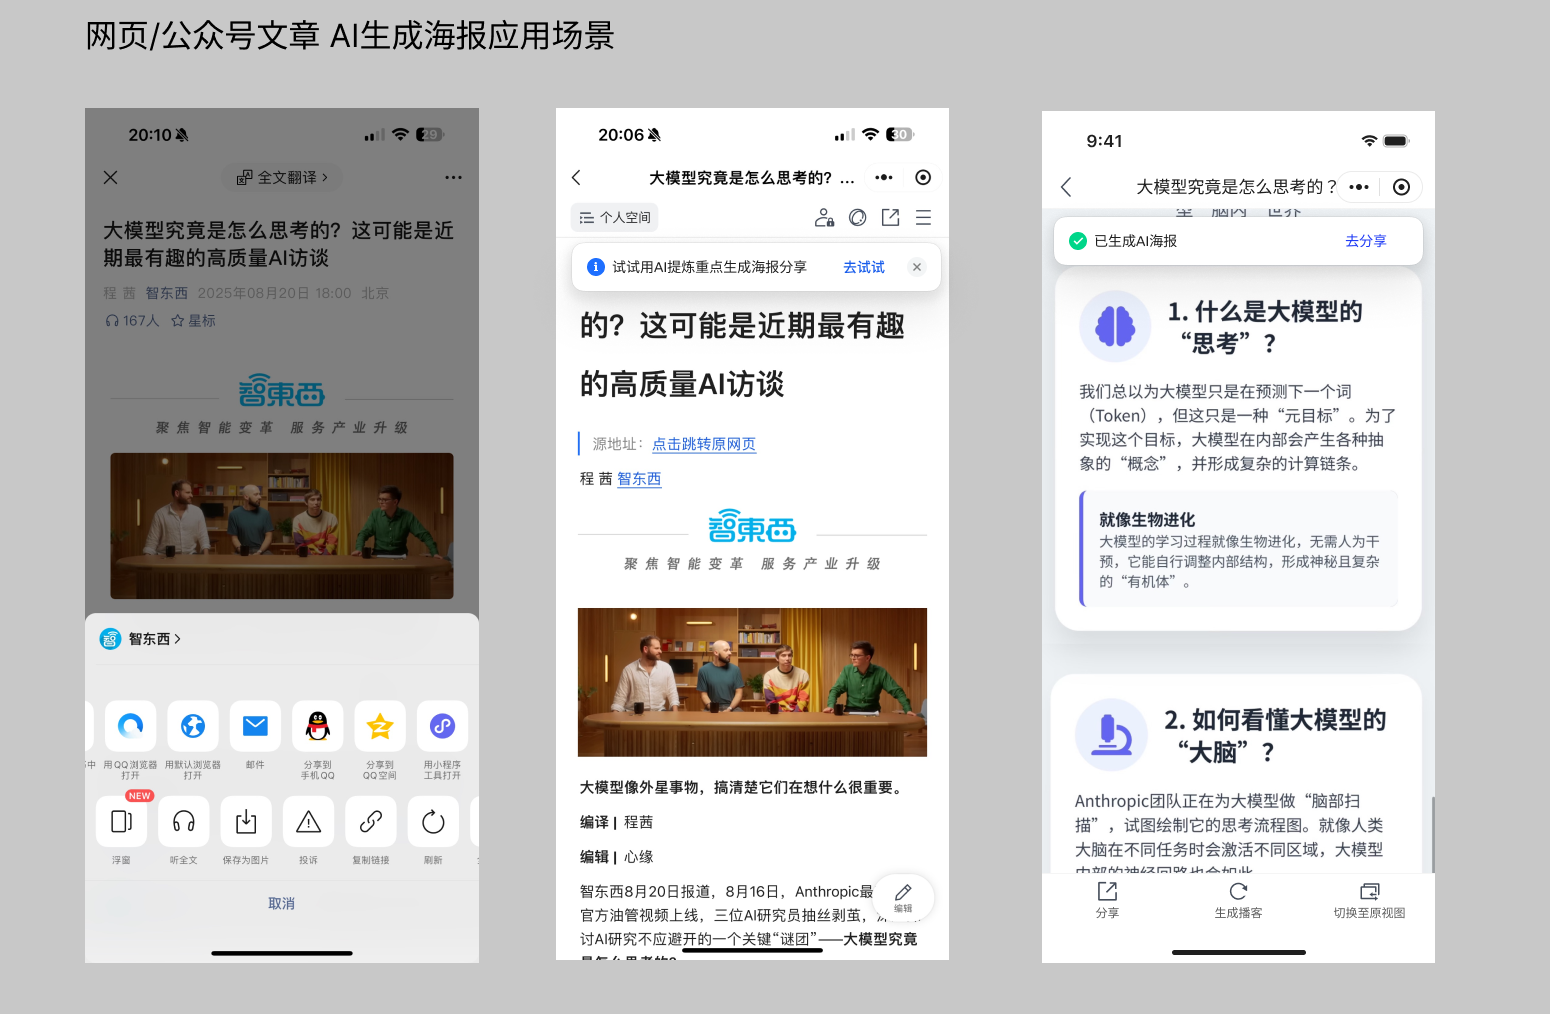 网页/公众号文章 AI生成海报应用场景
20:10
29
全文翻译
大模型究竟是怎么思考的？这可能是近
期最有趣的高质量AI访谈
程 茜 智东西 2025年08月20日 18:00 北京
167人 星标
智東西
聚焦智能变革 服务产业升级
智东西
中
用QQ浏览器
打开
用默认浏览器
打开
邮件
分享到
手机QQ
分享到
QQ空间
用小程序
工具打开
NEW
浮窗
听全文
保存为图片
投诉
复制链接
刷新
取消
20:06
30
大模型究竟是怎么思考的？ ...
个人空间
试试用AI提炼重点生成海报分享 去试试
的？这可能是近期最有趣
的高质量AI访谈
源地址：点击跳转原网页
程 茜 智东西
智東西
聚焦智能变革 服务产业升级
大模型像外星事物，搞清楚它们在想什么很重要。
编译 | 程茜
编辑 | 心缘
智东西8月20日报道，8月16日，Anthropic最
官方油管视频上线，三位AI研究员抽丝剥茧，
讨AI研究不应避开的一个关键“谜团”——大模型究竟
是怎么思考的?
编辑
9:41
大模型究竟是怎么思考的？
型 脑内 世界
已生成AI海报 去分享
1. 什么是大模型的
“思考”？
我们总以为大模型只是在预测下一个词
（Token），但这只是一种“元目标”。为了
实现这个目标，大模型在内部会产生各种抽
象的“概念”，并形成复杂的计算链条。
就像生物进化
大模型的学习过程就像生物进化，无需人为干
预，它能自行调整内部结构，形成神秘且复杂
的“有机体”。
2. 如何看懂大模型的
“大脑”？
Anthropic团队正在为大模型做“脑部扫
描”，试图绘制它的思考流程图。就像人类
大脑在不同任务时会激活不同区域，大模型
内部的神经回路也会如此
分享
生成播客
切换至原视图